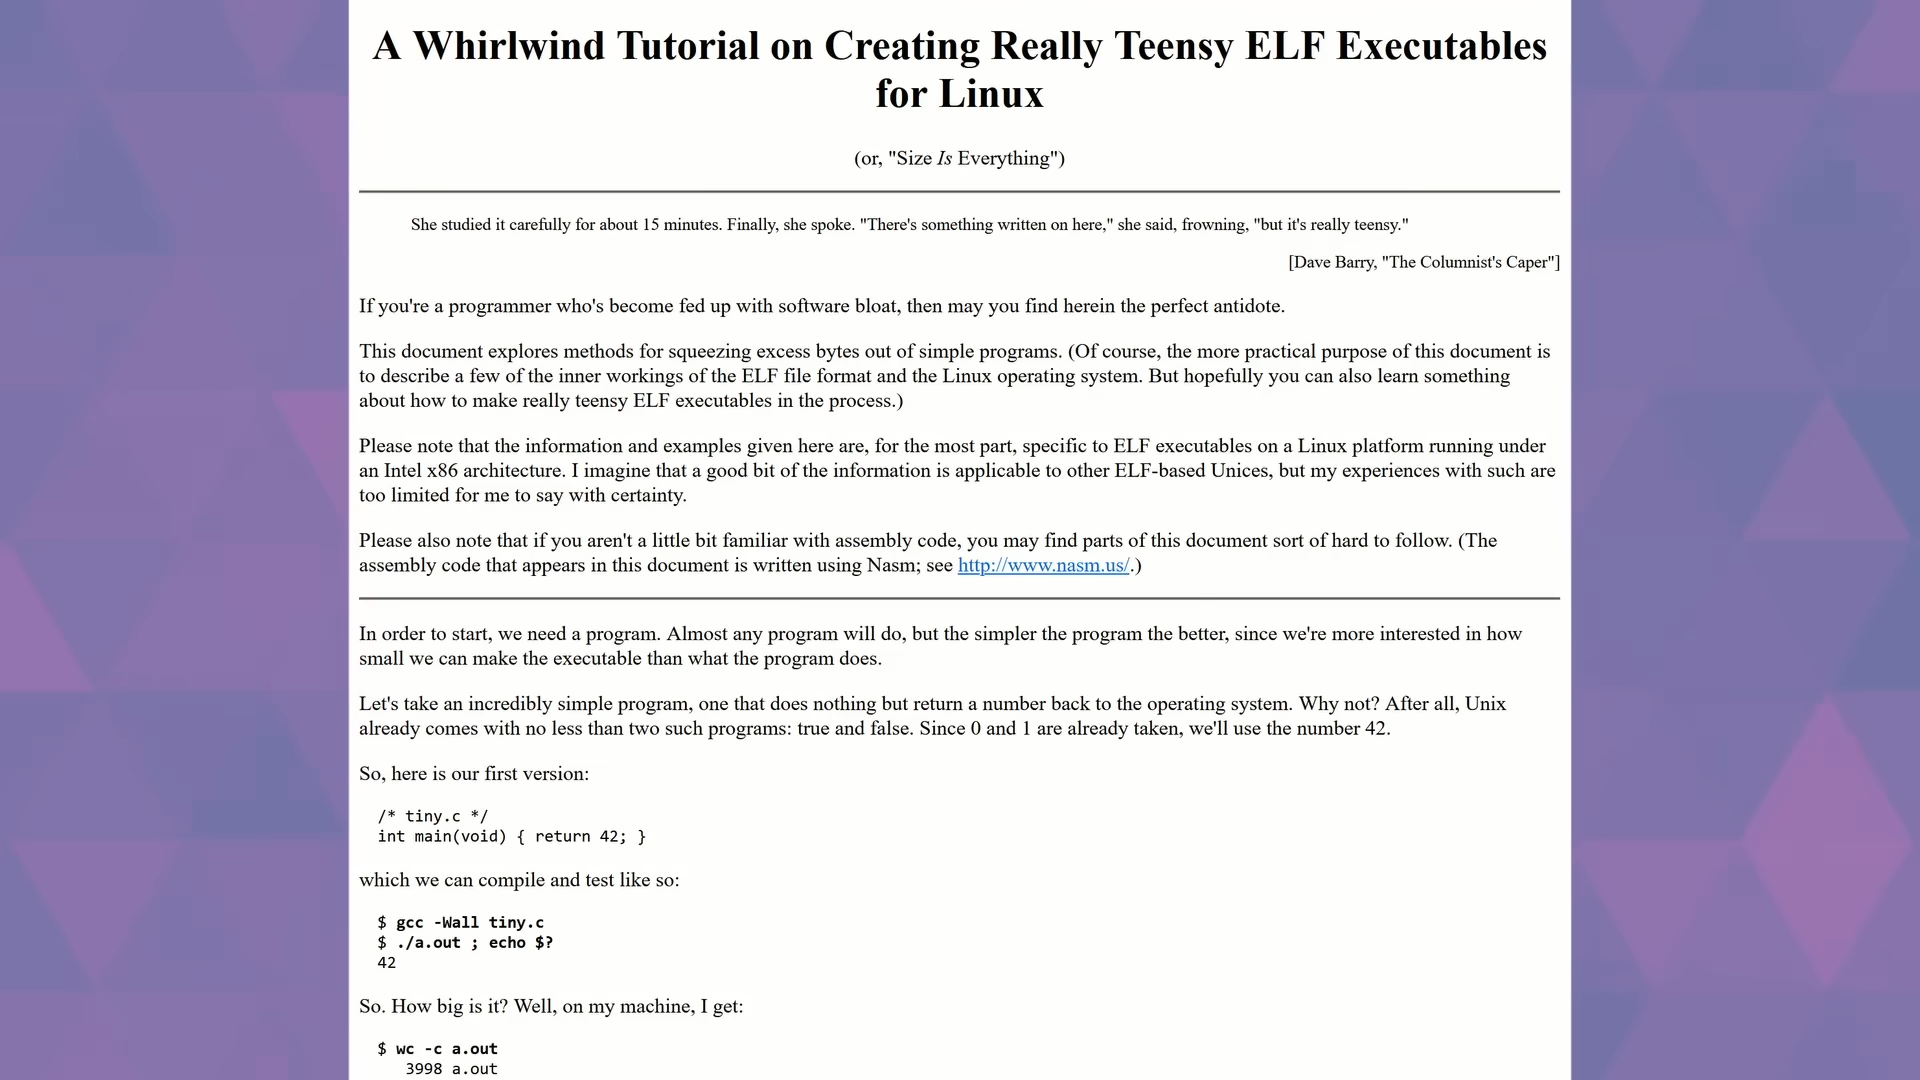 A Whirlwind Tutorial on Creating Really Teensy ELF Executables
for Linux
(or, "Size Is Everything")
She studied it carefully for about 15 minutes. Finally, she spoke. "There's something written on here," she said, frowning, "but it's really teensy."
[Dave Barry, "The Columnist's Caper"]
If you're a programmer who's become fed up with software bloat, then may you find herein the perfect antidote.
This document explores methods for squeezing excess bytes out of simple programs. (Of course, the more practical purpose of this document is
to describe a few of the inner workings of the ELF file format and the Linux operating system. But hopefully you can also learn something
about how to make really teensy ELF executables in the process.)
Please note that the information and examples given here are, for the most part, specific to ELF executables on a Linux platform running under
an Intel x86 architecture. I imagine that a good bit of the information is applicable to other ELF-based Unices, but my experiences with such are
too limited for me to say with certainty.
Please also note that if you aren't a little bit familiar with assembly code, you may find parts of this document sort of hard to follow. (The
assembly code that appears in this document is written using Nasm; see http://www.nasm.us/.)
In order to start, we need a program. Almost any program will do, but the simpler the program the better, since we're more interested in how
small we can make the executable than what the program does.
Let's take an incredibly simple program, one that does nothing but return a number back to the operating system. Why not? After all, Unix
already comes with no less than two such programs: true and false. Since 0 and 1 are already taken, we'll use the number 42.
So, here is our first version:
/* tiny.c */
int main(void) { return 42; }
which we can compile and test like so:
$ gcc -Wall tiny.c
$ ./a.out ; echo $?
42
So. How big is it? Well, on my machine, I get:
$ wc -c a.out
3998 a.out